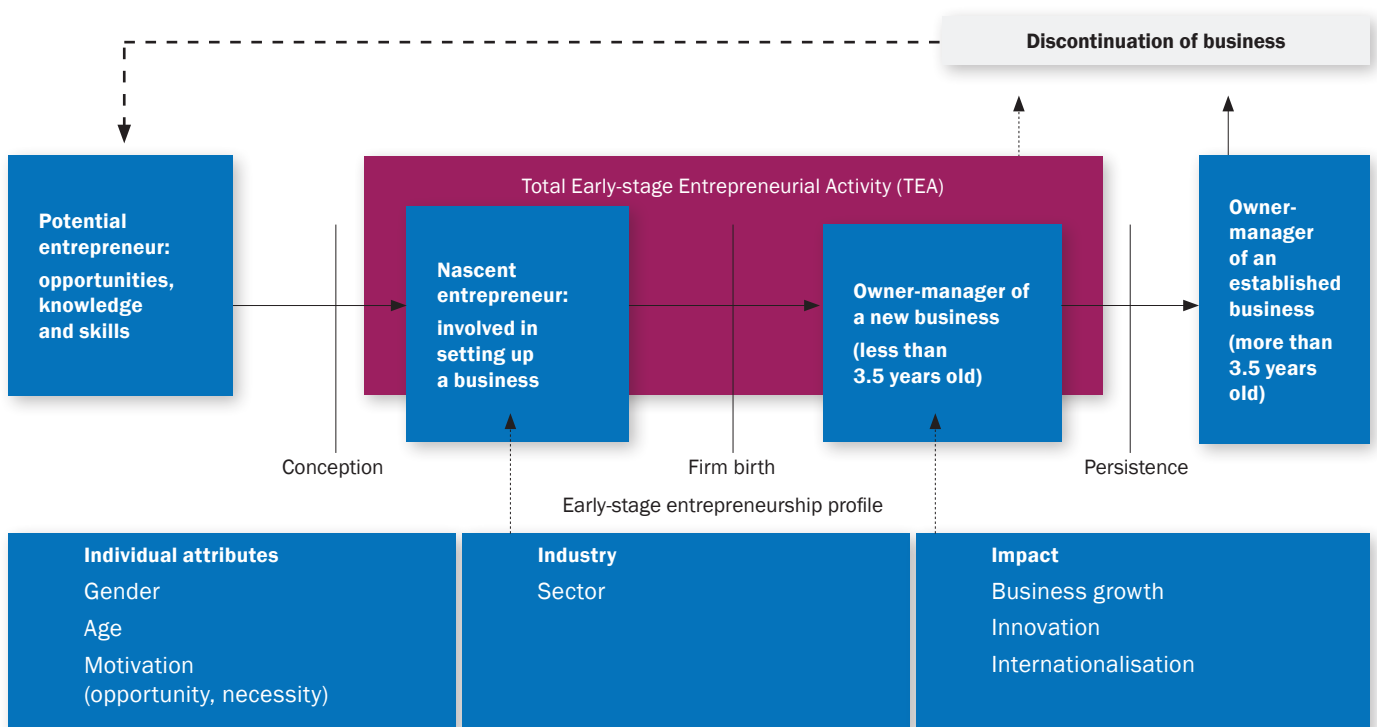 Discontinuation of business
Total Early-stage Entrepreneurial Activity (TEA)
Potential
entrepreneur:
opportunities,
knowledge
and skills
Nascent
entrepreneur:
involved in
setting up
a business
Owner-manager of
a new business
(less than
3.5 years old)
Owner-
manager
of an
established
business
(more than
3.5 years
old)
Conception
Firm birth
Persistence
Early-stage entrepreneurship profile
Individual attributes
Gender
Age
Motivation
(opportunity, necessity)
Industry
Sector
Impact
Business growth
Innovation
Internationalisation